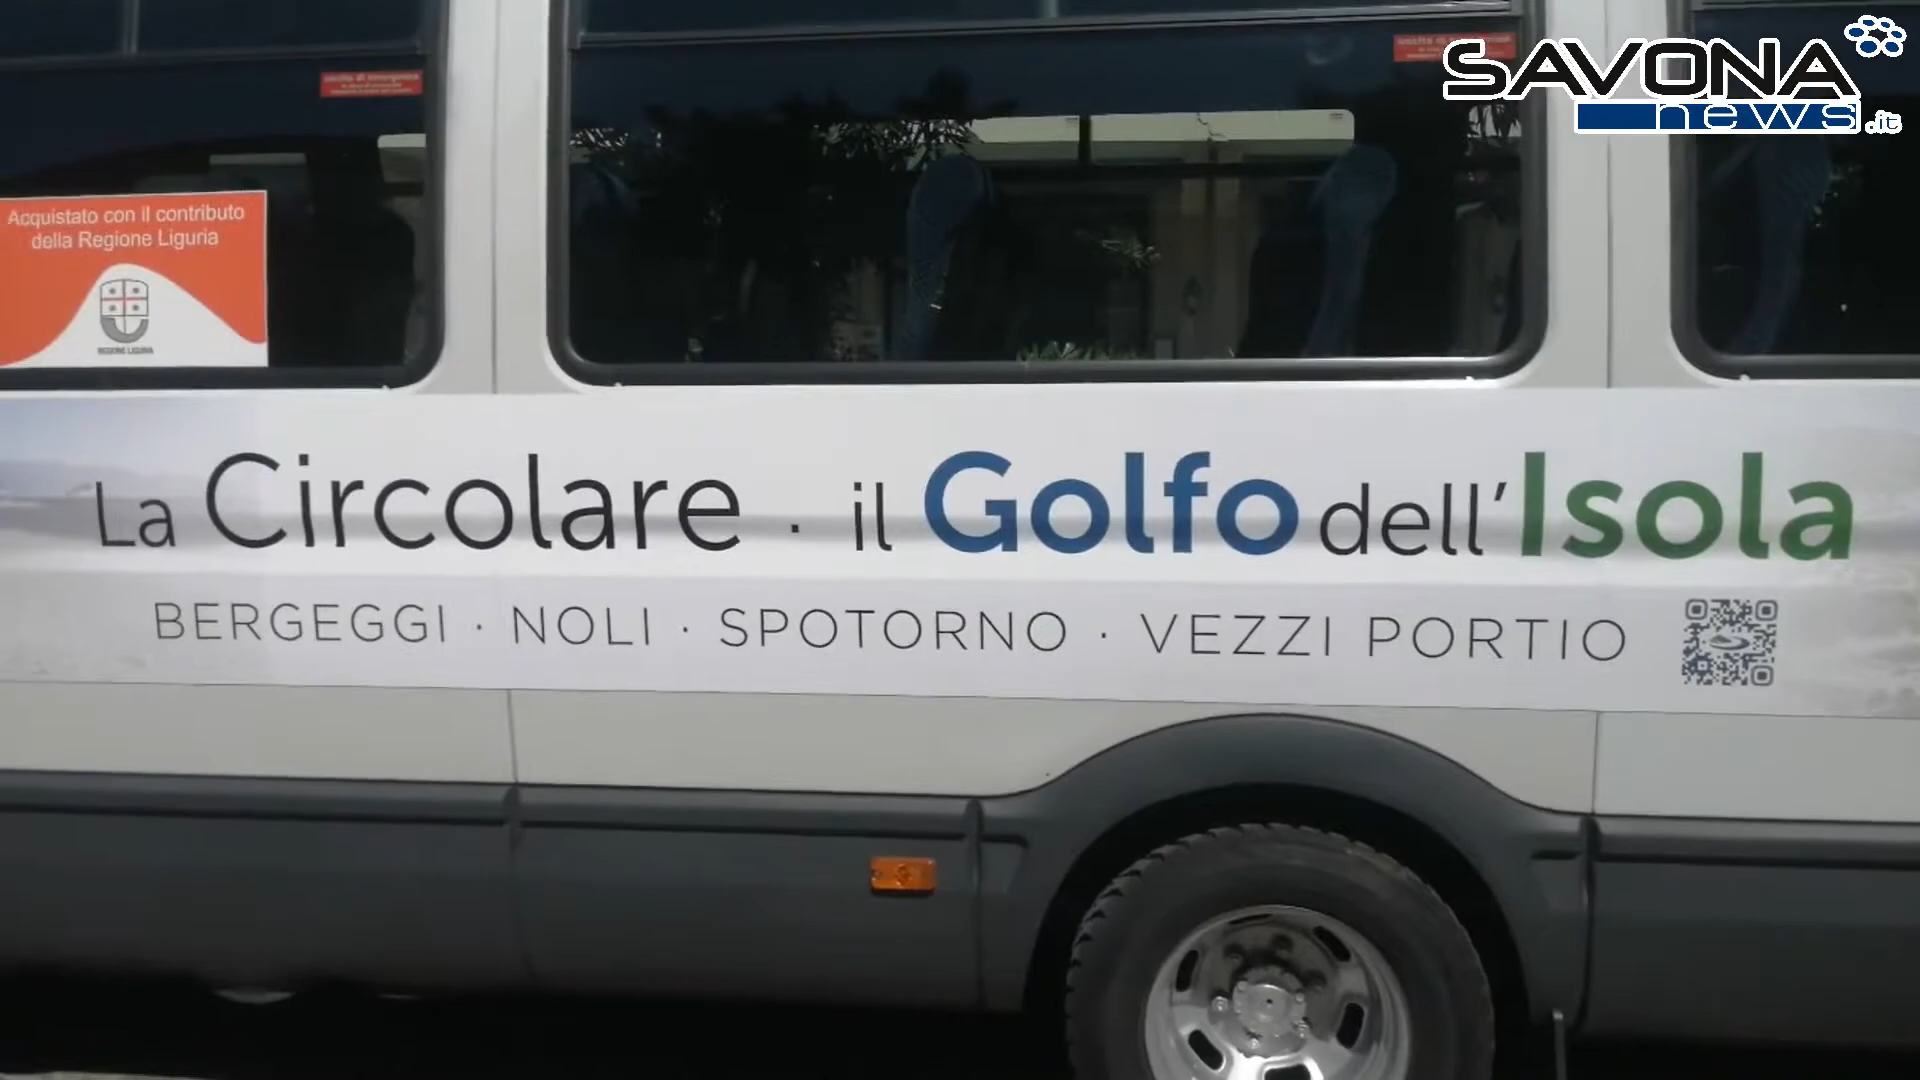 SAVONA
news.it
Acquistato con il contributo
della Regione Liguria
REGIONE LIGURIA
La Circolare · il Golfo dell'Isola
BERGEGGI · NOLI · SPOTORNO · VEZZI PORTIO